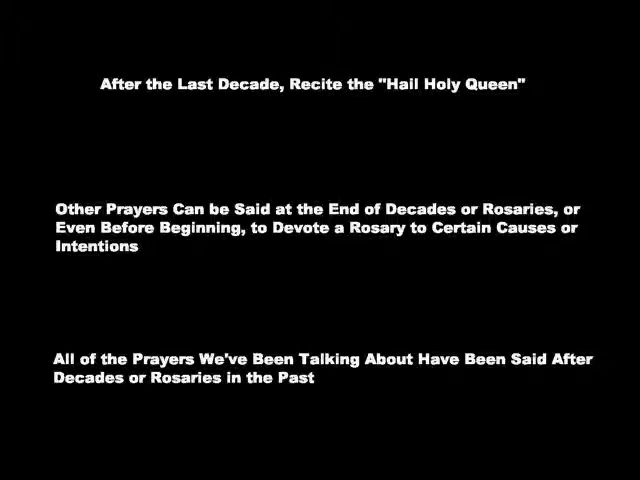 After the Last Decade, Recite the "Hail Holy Queen"
Other Prayers Can be Said at the End of Decades or Rosaries, or
Even Before Beginning, to Devote a Rosary to Certain Causes or
Intentions
All of the Prayers We've Been Talking About Have Been Said After
Decades or Rosaries in the Past